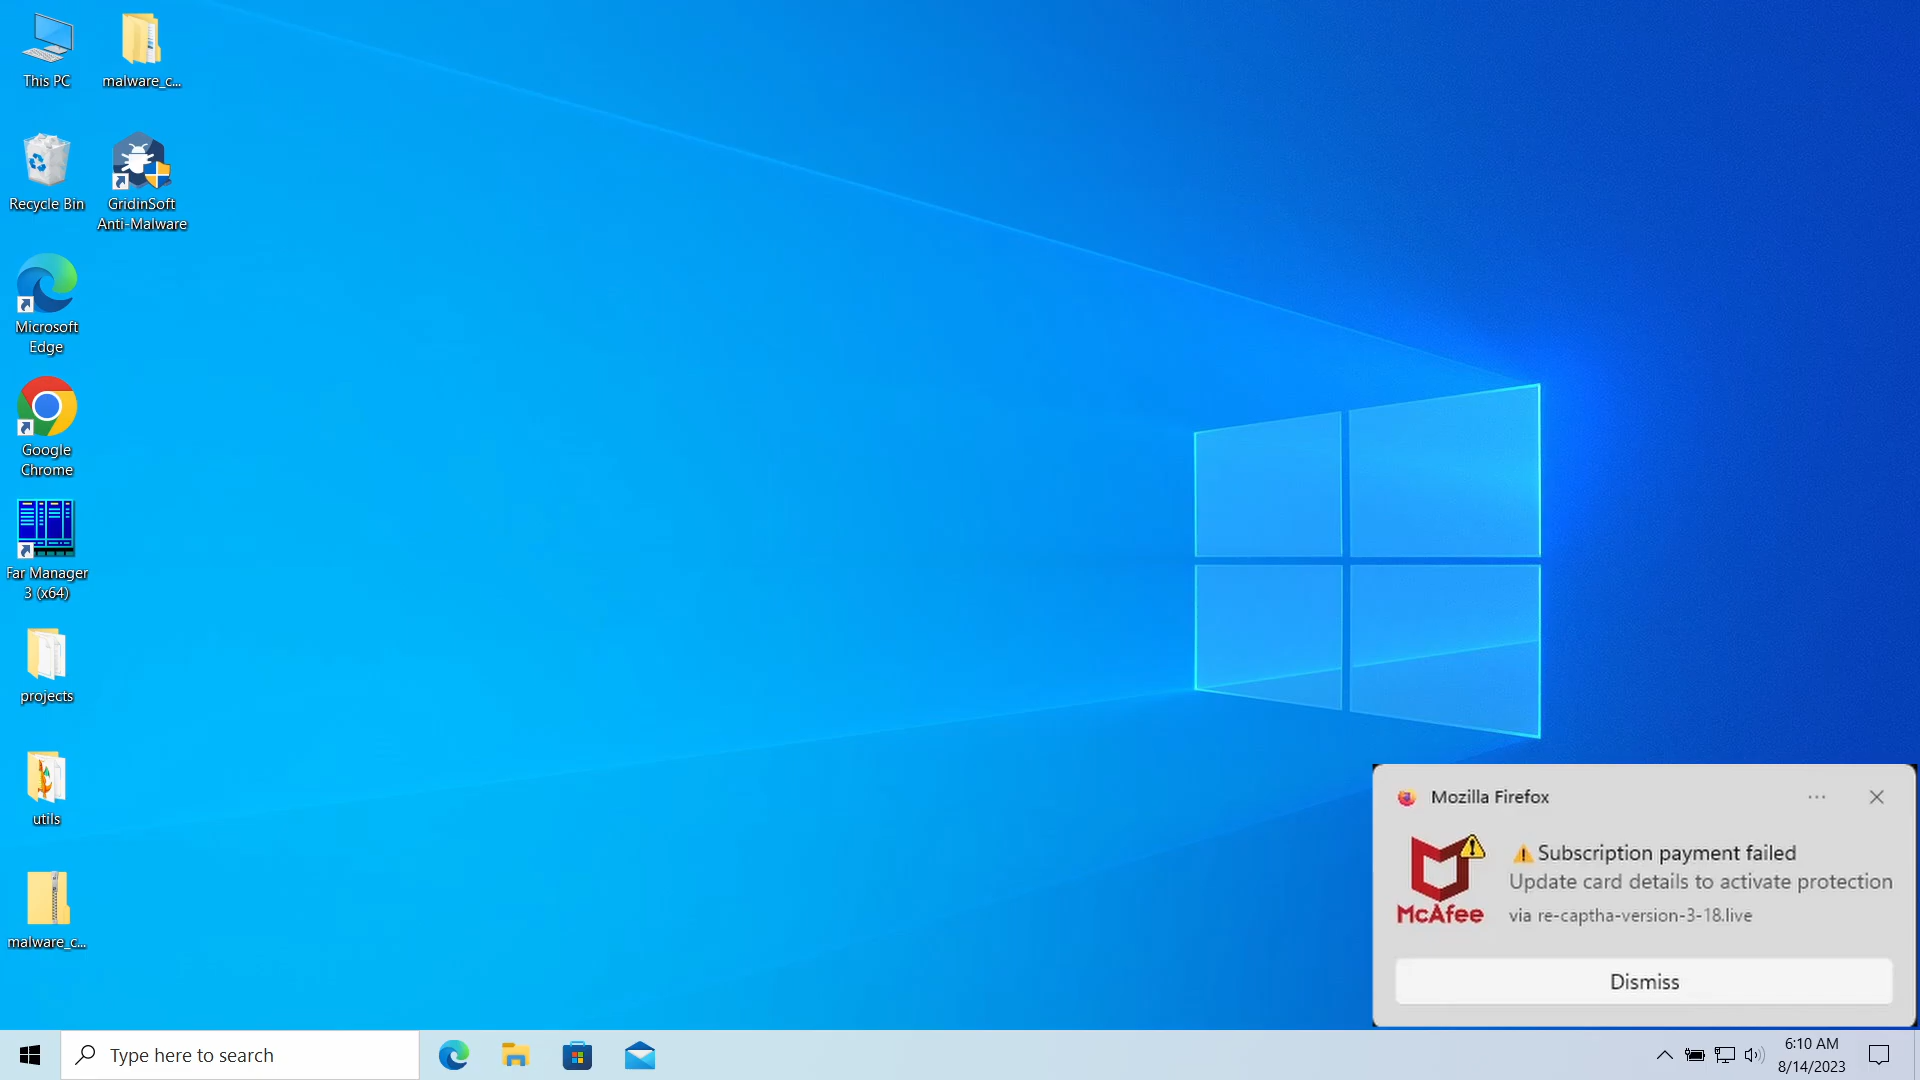 This PC
malware_c...
Recycle Bin
GridinSoft
Anti-Malware
Microsoft
Edge
Google
Chrome
Far Manager
3 (x64)
projects
utils
malware_c...
Mozilla Firefox
McAfee
⚠Subscription payment failed
Update card details to activate protection
via re-captha-version-3-18.live
Dismiss
Type here to search
6:10 AM
8/14/2023